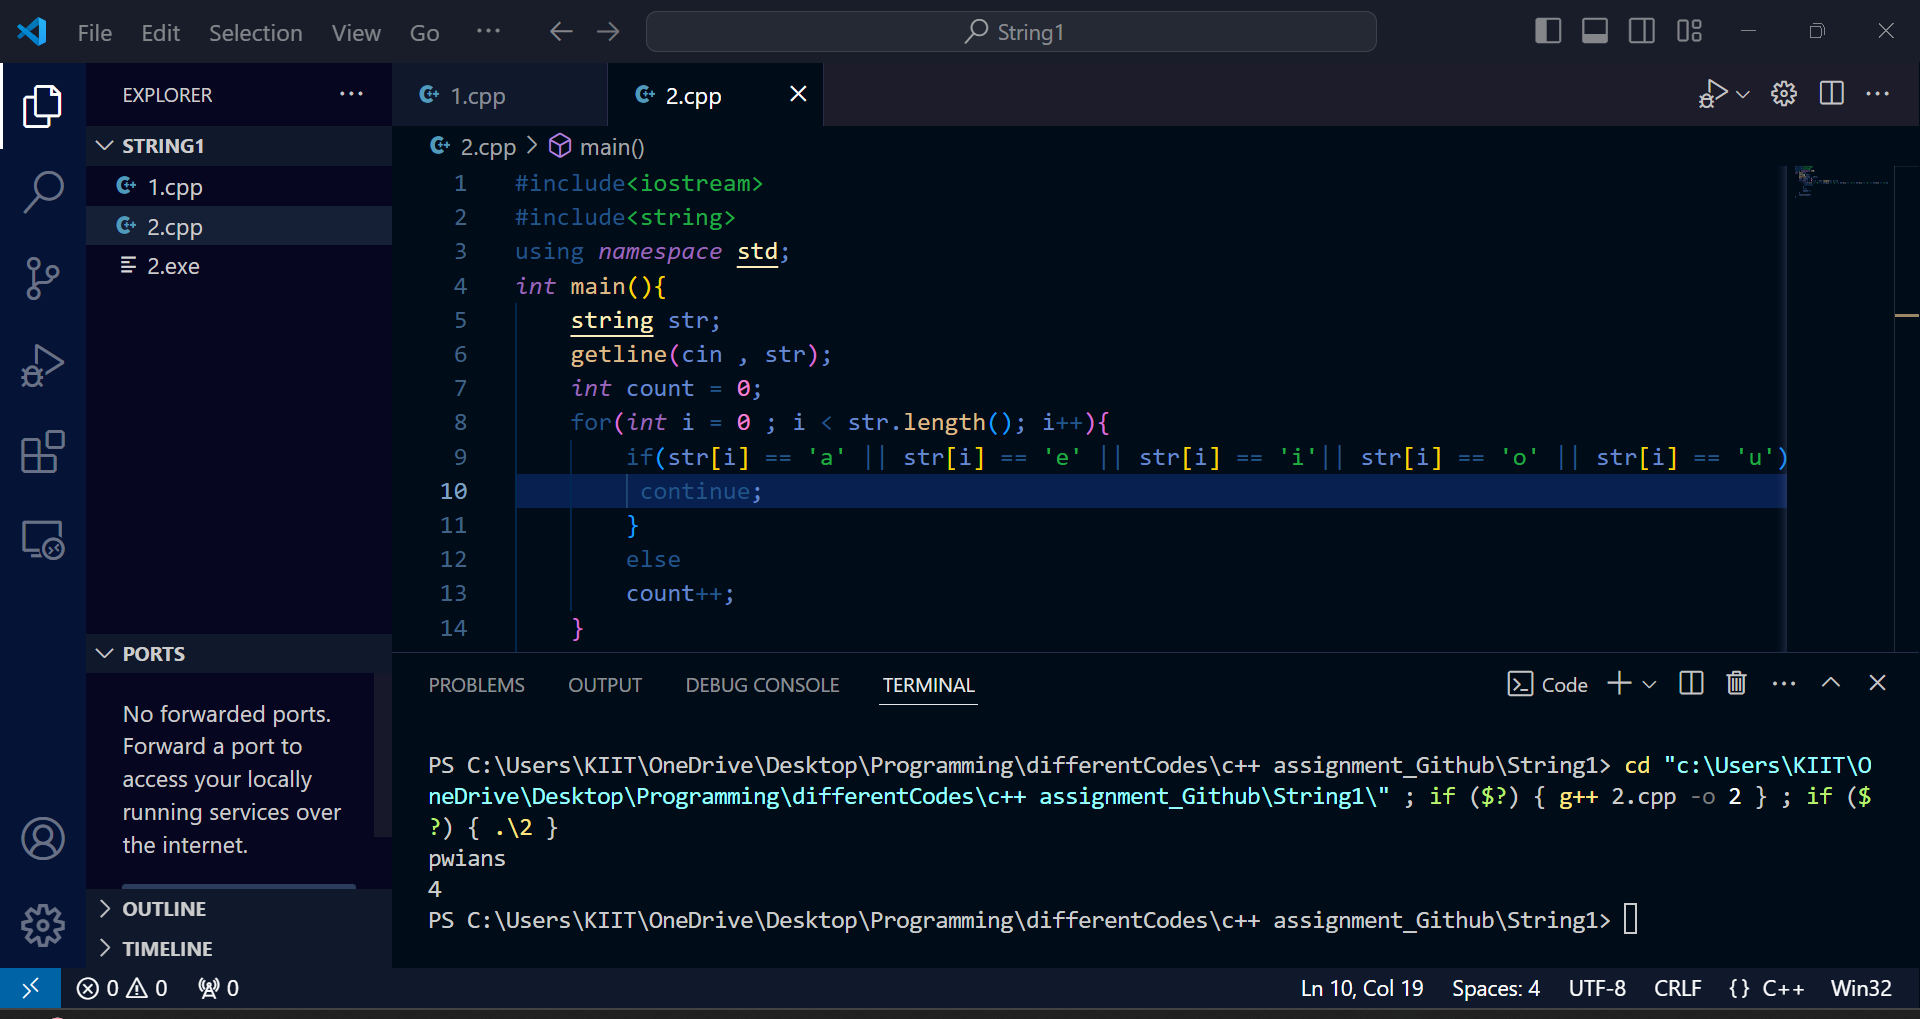 File Edit Selection View Go ··· String1
EXPLORER ···
STRING1
1.cpp
2.cpp
2.exe
PORTS
No forwarded ports.
Forward a port to
access your locally
running services over
the internet.
OUTLINE
TIMELINE
1.cpp 2.cpp
2.cpp > main()
1 #include<iostream>
2 #include<string>
3 using namespace std;
4 int main(){
5 string str;
6 getline(cin , str);
7 int count = 0;
8 for(int i = 0 ; i < str.length(); i++){
9 if(str[i] == 'a' || str[i] == 'e' || str[i] == 'i'|| str[i] == 'o' || str[i] == 'u')
10 continue;
11 }
12 else
13 count++;
14 }
PROBLEMS OUTPUT DEBUG CONSOLE TERMINAL Code
PS C:\Users\KIIT\OneDrive\Desktop\Programming\differentCodes\c++ assignment_Github\String1> cd "c:\Users\KIIT\O
neDrive\Desktop\Programming\differentCodes\c++ assignment_Github\String1\" ; if ($?) { g++ 2.cpp -o 2 } ; if ($
?) { .\2 }
pwians
4
PS C:\Users\KIIT\OneDrive\Desktop\Programming\differentCodes\c++ assignment_Github\String1>
0 0 0 Ln 10, Col 19 Spaces: 4 UTF-8 CRLF {} C++ Win32